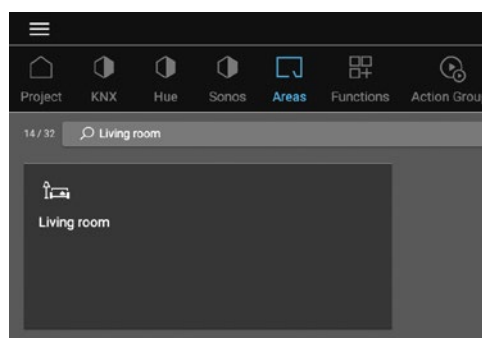 Project KNX Hue Sonos Areas Functions Action Grou
14/32 Living room
Living room